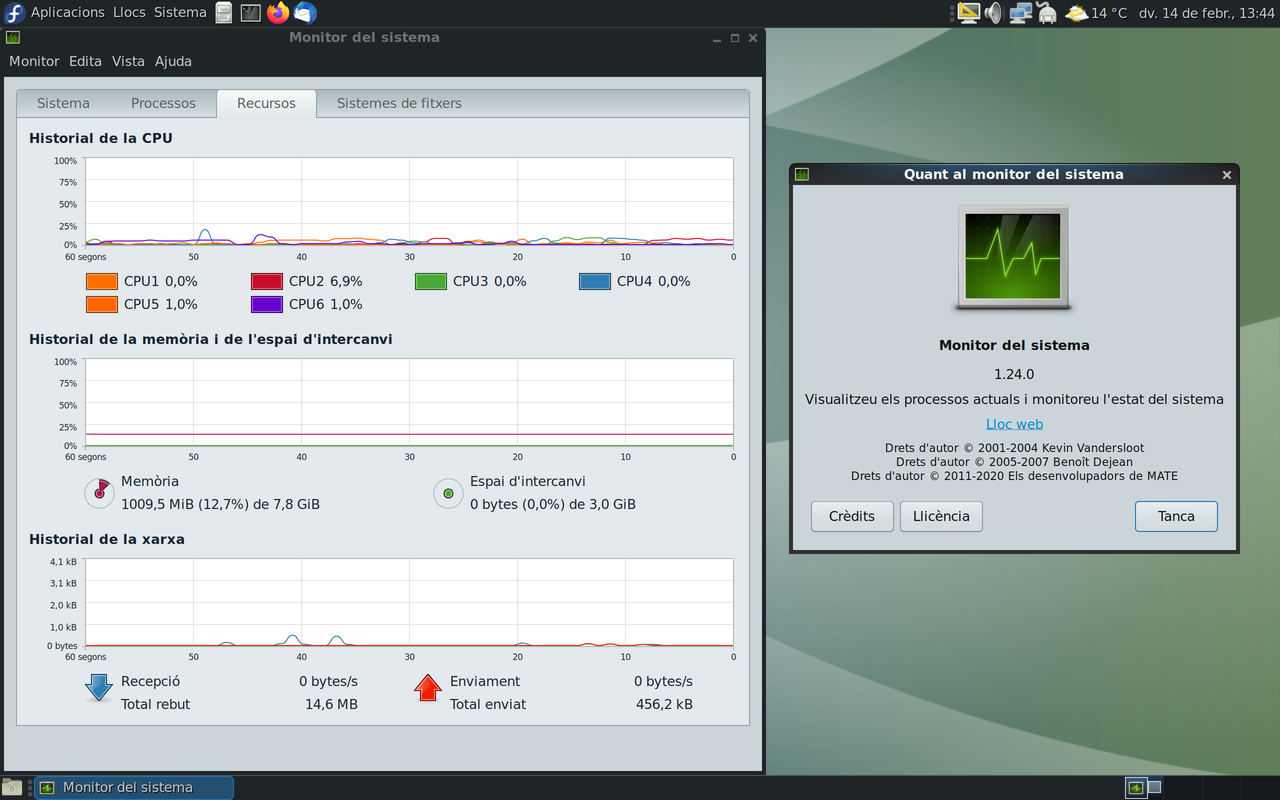 Aplicacions Llocs Sistema
14 °C dv. 14 de febr., 13:44
Monitor del sistema
Monitor Edita Vista Ajuda
Sistema Processos Recursos Sistemes de fitxers
Historial de la CPU
100%
75%
50%
25%
0%
60 segons 50 40 30 20 10 0
CPU1 0,0% CPU2 6,9% CPU3 0,0% CPU4 0,0%
CPU5 1,0% CPU6 1,0%
Historial de la memòria i de l'espai d'intercanvi
100%
75%
50%
25%
0%
60 segons 50 40 30 20 10 0
Memòria
1009,5 MiB (12,7%) de 7,8 GiB
Espai d'intercanvi
0 bytes (0,0%) de 3,0 GiB
Historial de la xarxa
4,1 kB
3,1 kB
2,0 kB
1,0 kB
0 bytes
60 segons 50 40 30 20 10 0
Recepció 0 bytes/s
Total rebut 14,6 MB
Enviament 0 bytes/s
Total enviat 456,2 kB
Quant al monitor del sistema
Monitor del sistema
1.24.0
Visualitzeu els processos actuals i monitoreu l'estat del sistema
Lloc web
Drets d'autor © 2001-2004 Kevin Vandersloot
Drets d'autor © 2005-2007 Benoît Dejean
Drets d'autor © 2011-2020 Els desenvolupadors de MATE
Crèdits Llicència Tanca
Monitor del sistema